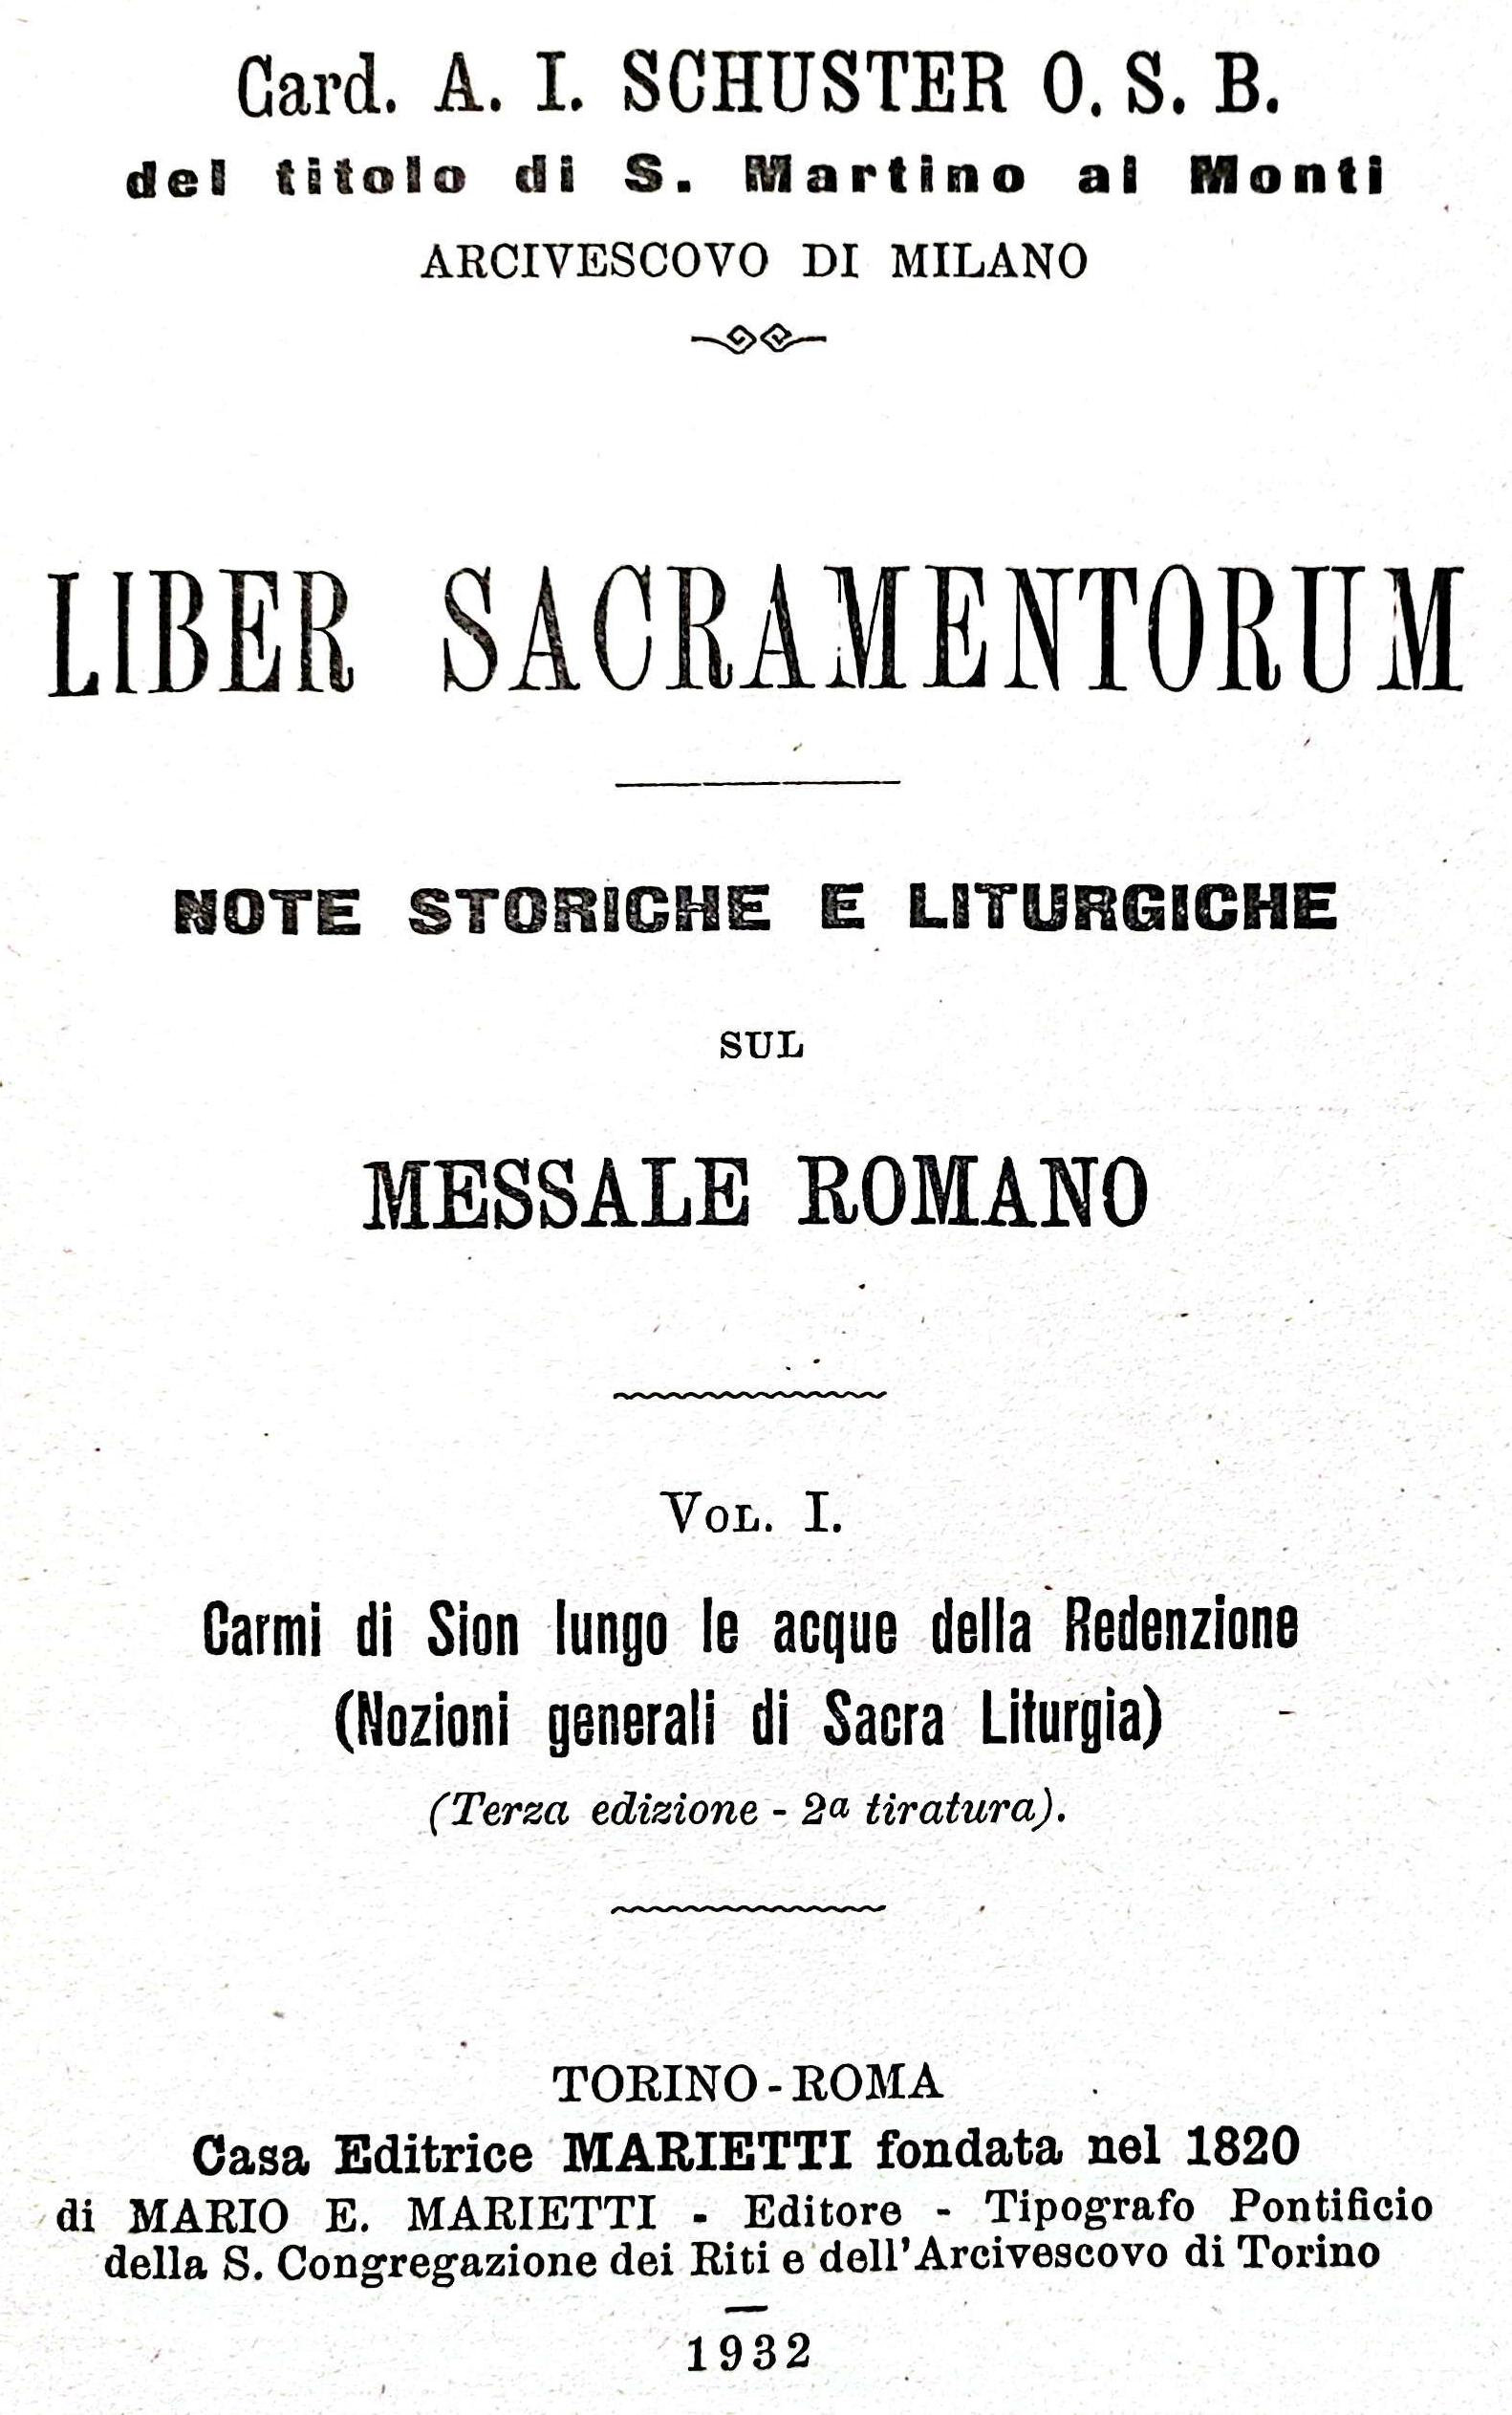 Card. A. I. SCHUSTER O. S. B.
del titolo di S. Martino ai Monti
ARCIVESCOVO DI MILANO
LIBER SACRAMENTORUM
NOTE STORICHE E LITURGICHE
SUL
MESSALE ROMANO
VOL. I.
Carmi di Sion lungo le acque della Redenzione
(Nozioni generali di Sacra Liturgia)
(Terza edizione - 2a tiratura).
TORINO-ROMA
Casa Editrice MARIETTI fondata nel 1820
di MARIO E. MARIETTI - Editore - Tipografo Pontificio
della S. Congregazione dei Riti e dell'Arcivescovo di Torino
1932